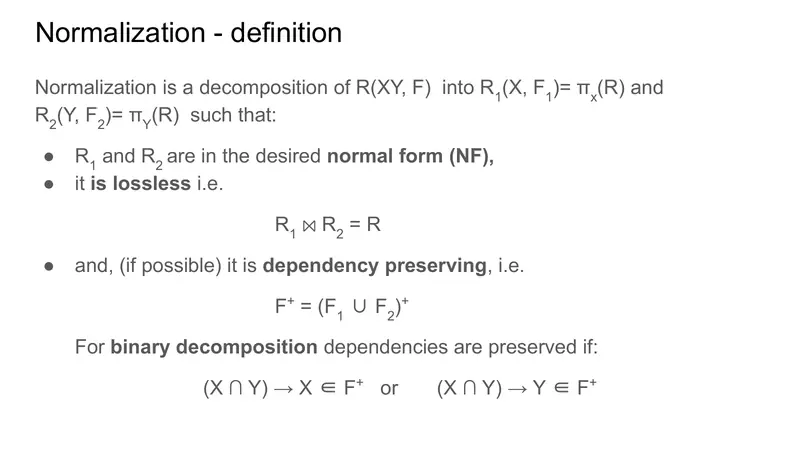 Normalization - definition
Normalization is a decomposition of R(XY, F) into R₁(X, F₁)= πₓ(R) and
R₂(Y, F₂)= π_Y(R) such that:
● R₁ and R₂ are in the desired normal form (NF),
● it is lossless i.e.
R₁ ⋈ R₂ = R
● and, (if possible) it is dependency preserving, i.e.
F⁺ = (F₁ ∪ F₂)⁺
For binary decomposition dependencies are preserved if:
(X ∩ Y) → X ∈ F⁺ or (X ∩ Y) → Y ∈ F⁺